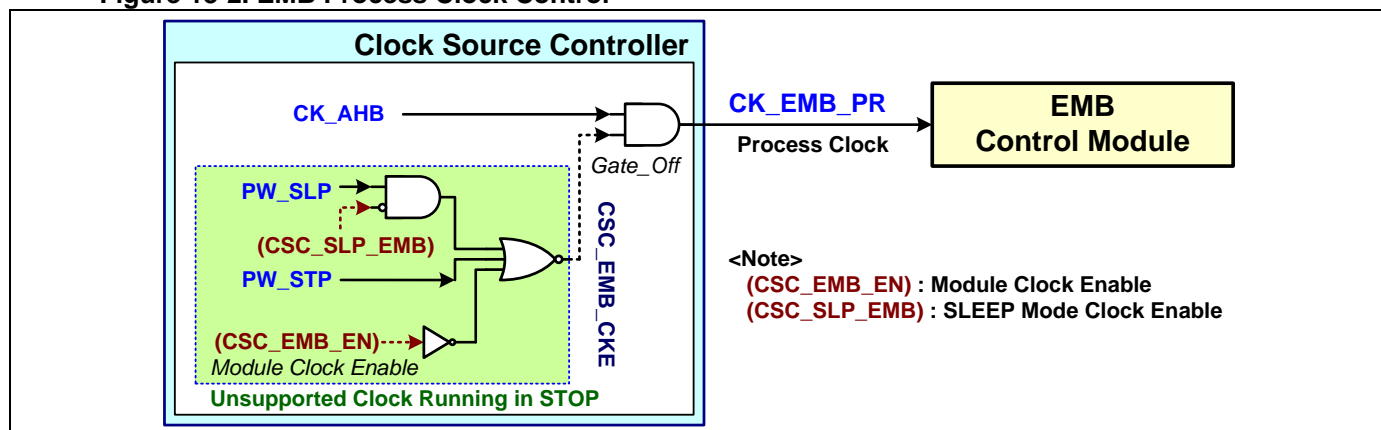 Clock Source Controller
CK_AHB
Gate_Off
CK_EMB_PR
Process Clock
EMB
Control Module
PW_SLP
(CSC_SLP_EMB)
PW_STP
(CSC_EMB_EN)
Module Clock Enable
Unsupported Clock Running in STOP
CSC_EMB_CKE
<Note>
(CSC_EMB_EN) : Module Clock Enable
(CSC_SLP_EMB) : SLEEP Mode Clock Enable